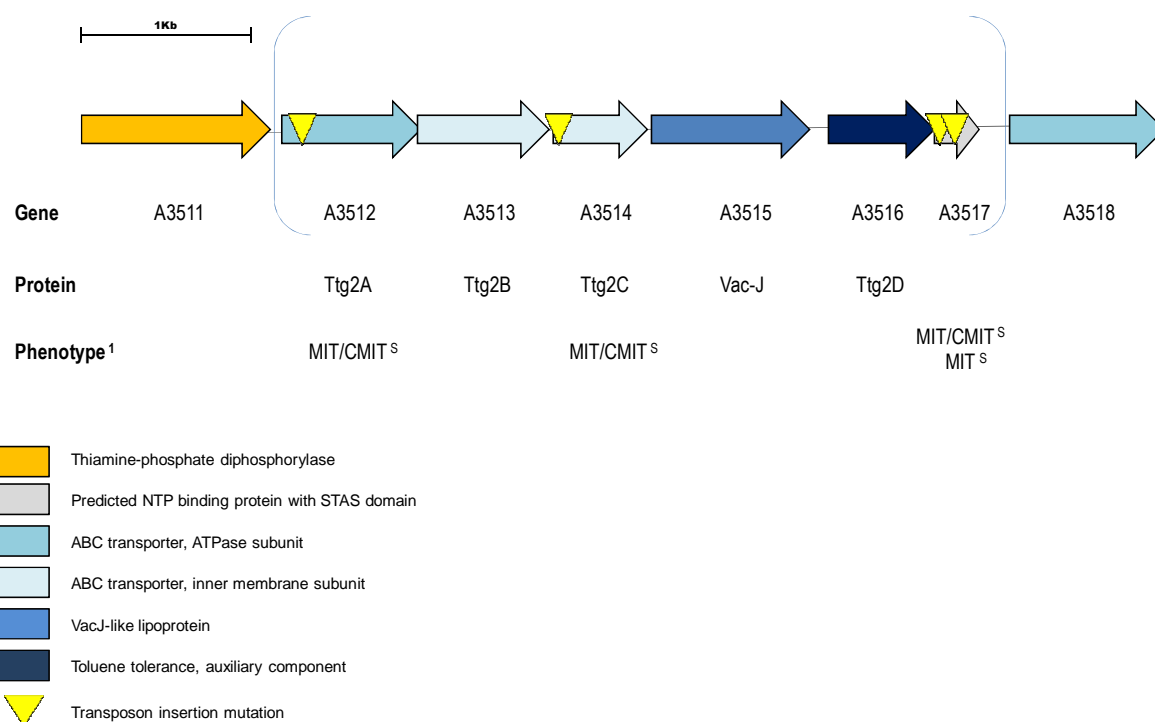 1Kb
Gene A3511 A3512 A3513 A3514 A3515 A3516 A3517 A3518
Protein Ttg2A Ttg2B Ttg2C Vac-J Ttg2D
Phenotype 1 MIT/CMIT S MIT/CMIT S MIT/CMIT S
MIT S
Thiamine-phosphate diphosphorylase
Predicted NTP binding protein with STAS domain
ABC transporter, ATPase subunit
ABC transporter, inner membrane subunit
VacJ-like lipoprotein
Toluene tolerance, auxiliary component
Transposon insertion mutation